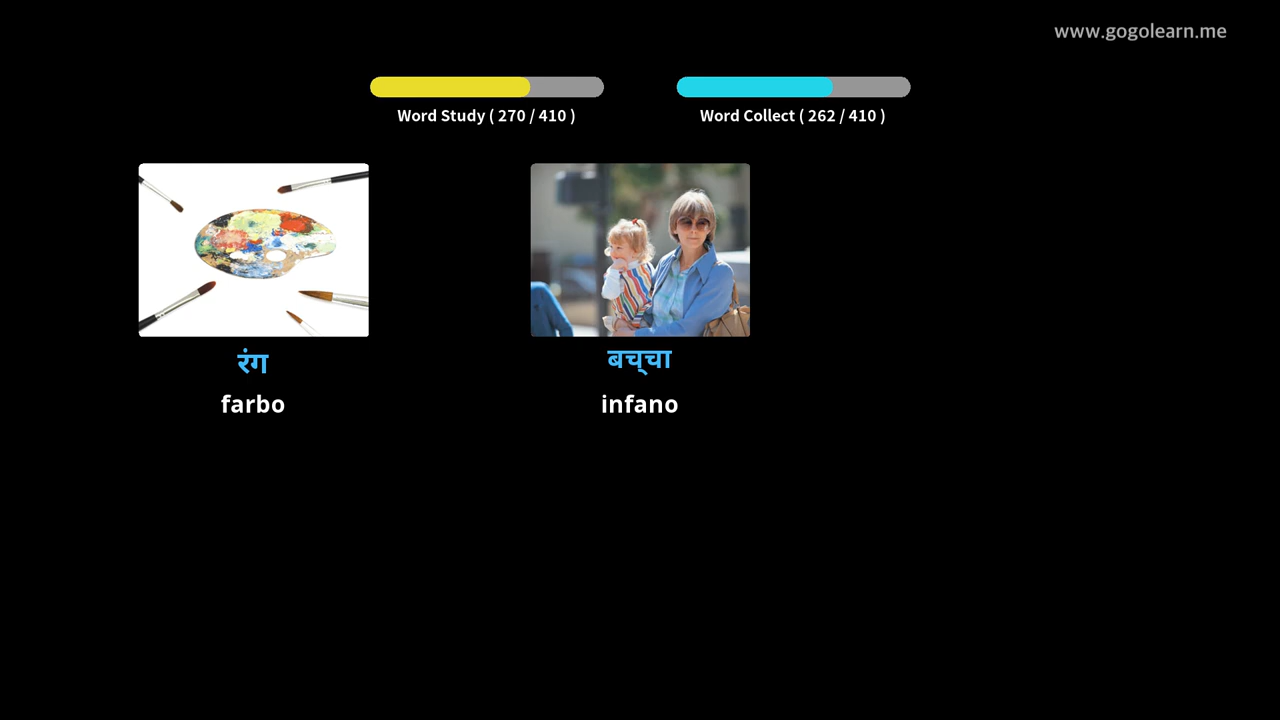 www.gogolearn.me
Word Study ( 270 / 410 )
Word Collect ( 262 / 410 )
रंग
बच्चा
farbo
infano